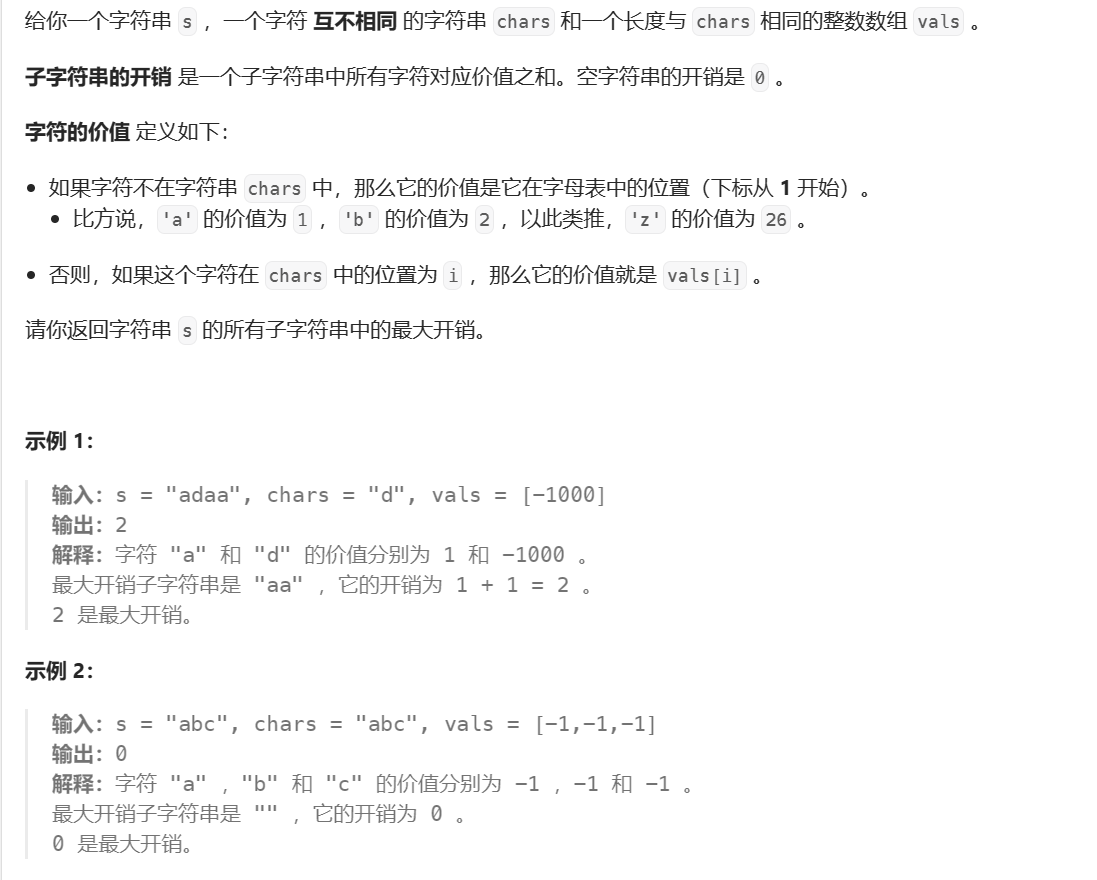 给你一个字符串 s ，一个字符 互不相同 的字符串 chars 和一个长度与 chars 相同的整数数组 vals 。
子字符串的开销 是一个子字符串中所有字符对应价值之和。空字符串的开销是 0 。
字符的价值 定义如下：
• 如果字符不在字符串 chars 中，那么它的价值是它在字母表中的位置（下标从 1 开始）。
• 比方说，'a' 的价值为 1 ，'b' 的价值为 2 ，以此类推，'z' 的价值为 26 。
• 否则，如果这个字符在 chars 中的位置为 i ，那么它的价值就是 vals[i] 。
请你返回字符串 s 的所有子字符串中的最大开销。
示例 1：
输入：s = "adaa", chars = "d", vals = [-1000]
输出：2
解释：字符 "a" 和 "d" 的价值分别为 1 和 -1000 。
最大开销子字符串是 "aa" ，它的开销为 1 + 1 = 2 。
2 是最大开销。
示例 2：
输入：s = "abc", chars = "abc", vals = [-1,-1,-1]
输出：0
解释：字符 "a" ，"b" 和 "c" 的价值分别为 -1 ，-1 和 -1 。
最大开销子字符串是 "" ，它的开销为 0 。
0 是最大开销。